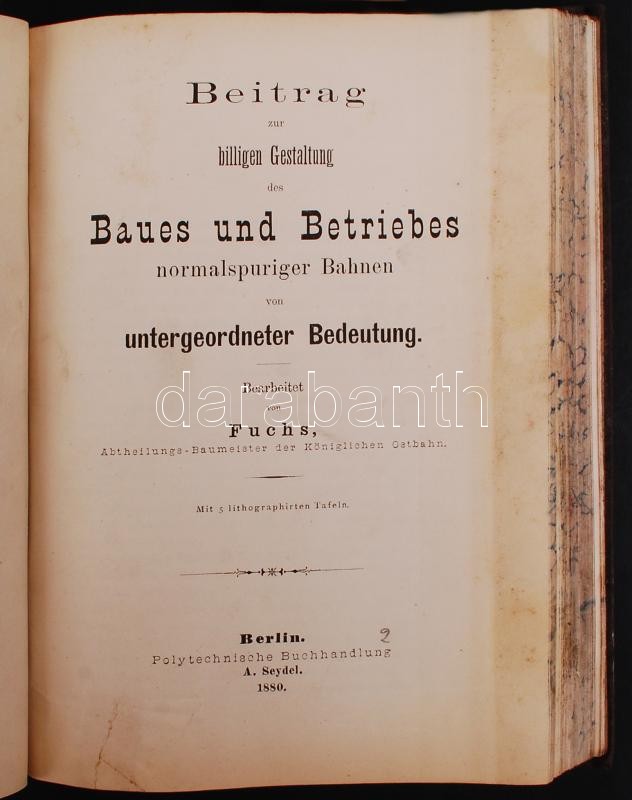 Beitrag
zur
billigen Gestaltung
des
Baues und Betriebes
normalspuriger Bahnen
von
untergeordneter Bedeutung.
Bearbeitet
von
darabanth
Fuchs,
Abtheilungs-Baumeister der Königlichen Ostbahn.
Mit 5 lithographirten Tafeln.
Berlin. 2
Polytechnische Buchhandlung
A. Seydel.
1880.